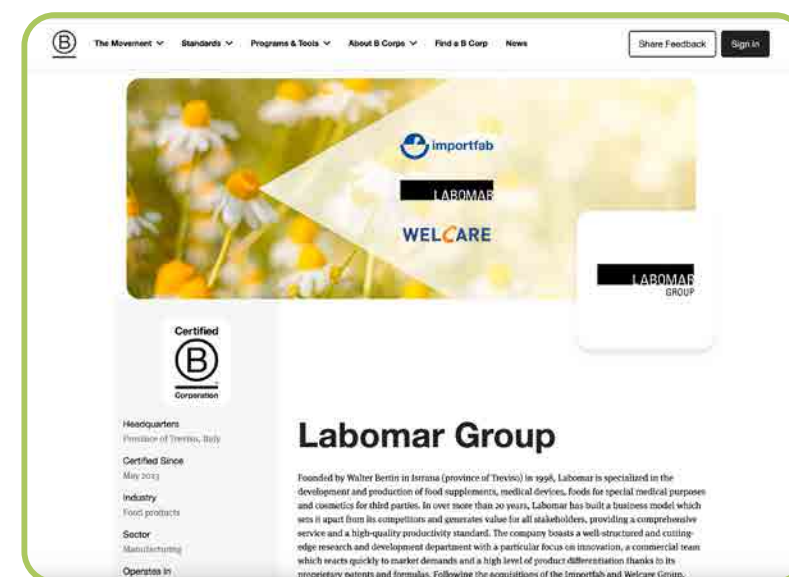 B
The Movement Standards Programs & Tools About B Corps Find a B Corp News
Share Feedback Sign in
importfab
LABOMAR
WELCARE
LABOMAR
GROUP
Certified
B
Corporation
Headquarters
Province of Treviso, Italy
Certified Since
May 2023
Industry
Food products
Sector
Manufacturing
Operates in
Labomar Group
Founded by Walter Bertin in Istrana (province of Treviso) in 1998, Labomar is specialized in the
development and production of food supplements, medical devices, foods for special medical purposes
and cosmetics for third parties. In over more than 20 years, Labomar has built a business model which
sets it apart from its competitors and generates value for all stakeholders, providing a comprehensive
service and a high-quality productivity standard. The company boasts a well-structured and cutting-
edge research and development department with a particular focus on innovation, a commercial team
which reacts quickly to market demands and a high level of product differentiation thanks to its
proprietary patents and formulas. Following the acquisitions of the Importfab and Welcare Group,